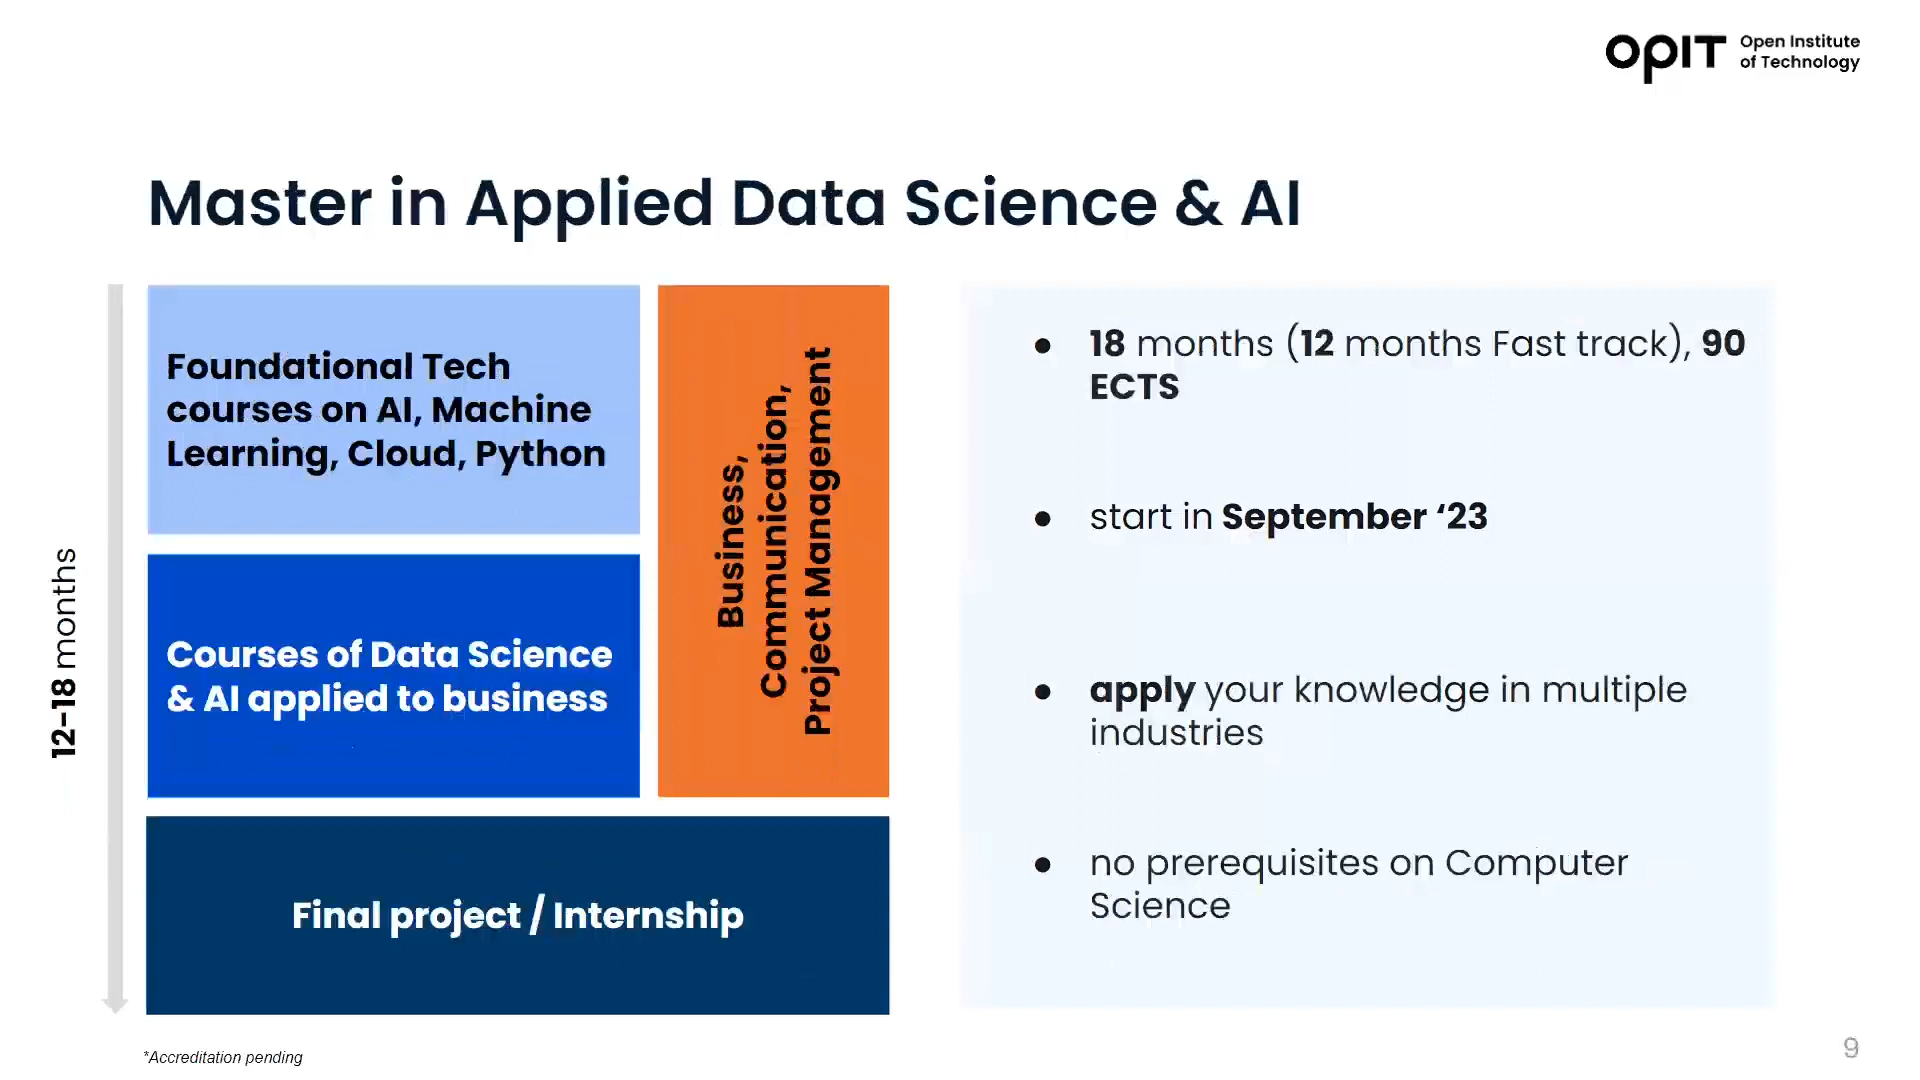 OPIT
Open Institute
of Technology
Master in Applied Data Science & AI
12-18 months
Foundational Tech
courses on AI, Machine
Learning, Cloud, Python
Business,
Communication,
Project Management
Courses of Data Science
& AI applied to business
Final project / Internship
● 18 months (12 months Fast track), 90
ECTS
● start in September ‘23
● apply your knowledge in multiple
industries
● no prerequisites on Computer
Science
*Accreditation pending
9